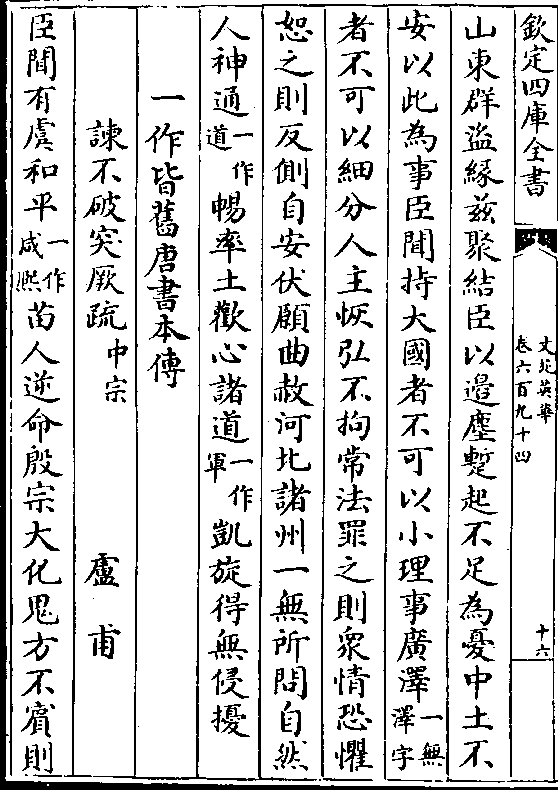 欽定四庫全書
文苑英華
卷六百九十四
十六
山東群盗緣兹聚結臣以邉塵蹔起不足為憂中土不
安以此為事臣聞持大國者不可以小理事廣澤一無澤字
者不可以細分人主恢弘不拘常法罪之則衆情恐懼
恕之則反側自安伏願曲赦河北諸州一無所問自然
人神通一作道暢率土歡心諸道一作軍凱旋得無侵擾
一作皆舊唐書本傳
諫不破突厥疏中宗 盧甫
臣聞有虞和平一作咸熈苗人逆命殷宗大化鬼方不賓則